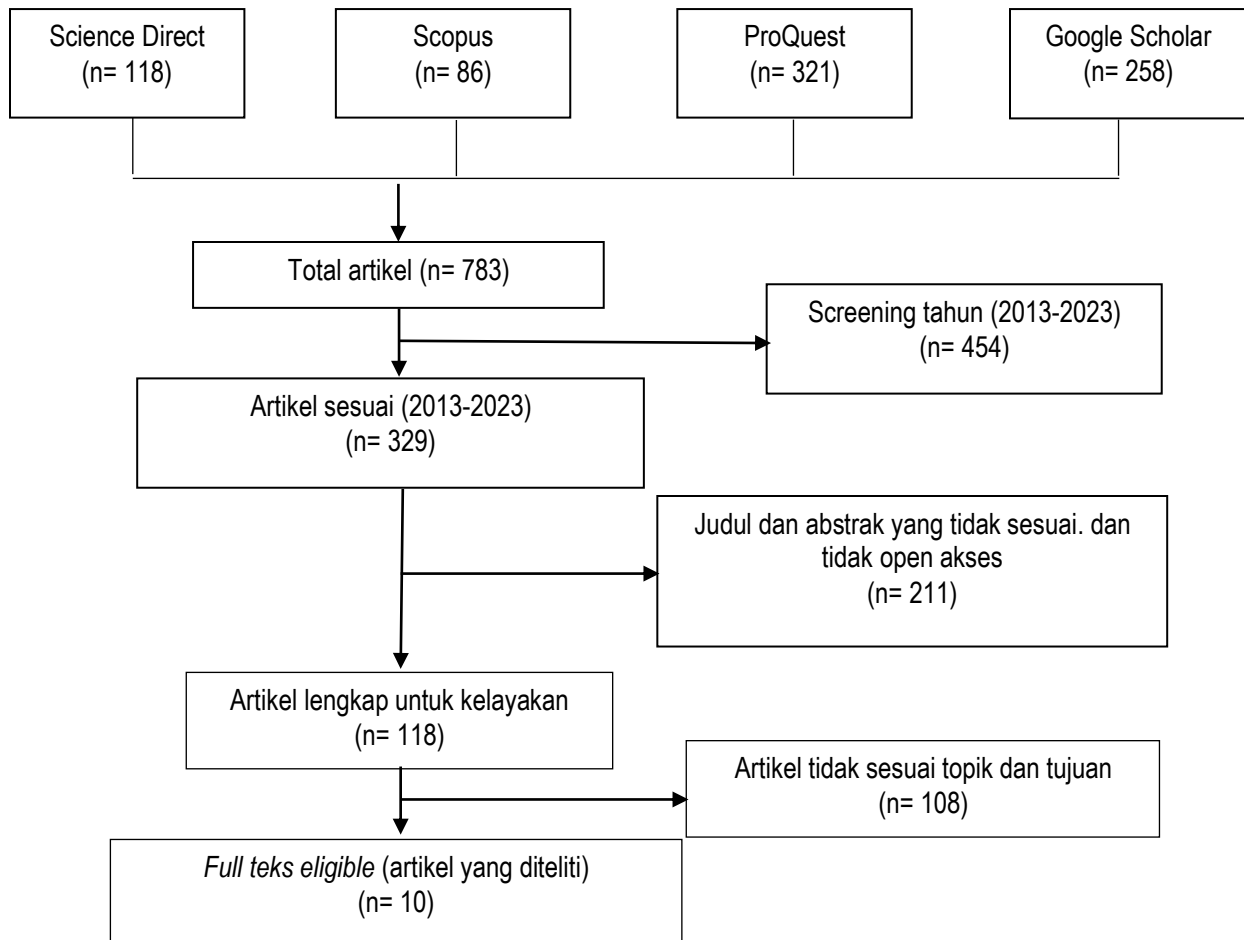 Science Direct
(n= 118)
Scopus
(n= 86)
ProQuest
(n= 321)
Google Scholar
(n= 258)
Total artikel (n= 783)
Screening tahun (2013-2023)
(n= 454)
Artikel sesuai (2013-2023)
(n= 329)
Judul dan abstrak yang tidak sesuai. dan
tidak open akses
(n= 211)
Artikel lengkap untuk kelayakan
(n= 118)
Artikel tidak sesuai topik dan tujuan
(n= 108)
Full teks eligible (artikel yang diteliti)
(n= 10)